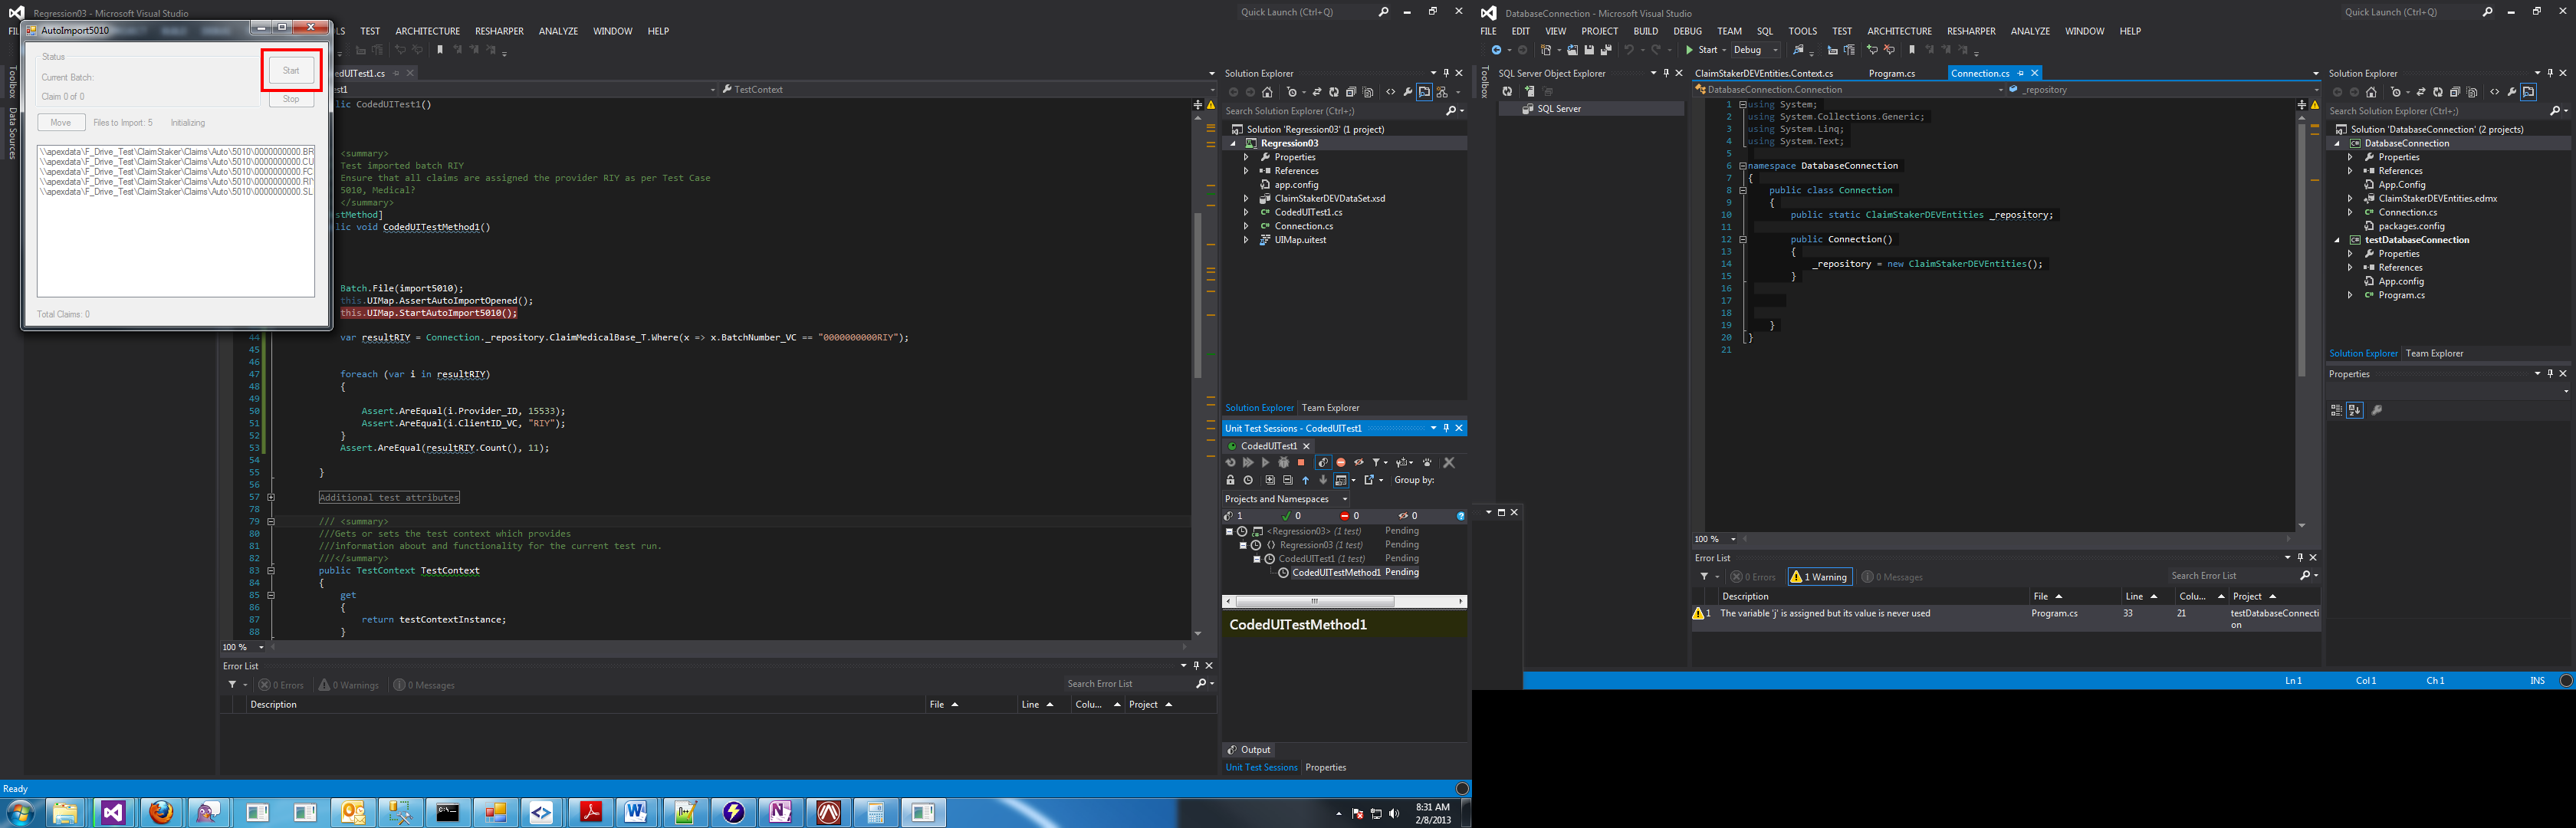 Regression03 - Microsoft Visual Studio
Quick Launch (Ctrl+Q)
TEST ARCHITECTURE RESHARPER ANALYZE WINDOW HELP
AutoImport5010
Status
Current Batch:
Claim 0 of 0
Start
Stop
Move
Files to Import: 5
Initializing
\\apexdata\F_Drive_Test\ClaimStaker\Claims\Auto\5010\0000000000.BR
\\apexdata\F_Drive_Test\ClaimStaker\Claims\Auto\5010\0000000000.CU
\\apexdata\F_Drive_Test\ClaimStaker\Claims\Auto\5010\0000000000.FC
\\apexdata\F_Drive_Test\ClaimStaker\Claims\Auto\5010\0000000000.RIY
\\apexdata\F_Drive_Test\ClaimStaker\Claims\Auto\5010\0000000000.SL
Total Claims: 0
Toolbox
Data Sources
edUITest1.cs
TestContext
lic CodedUITest1()
<summary>
Test imported batch RIY
Ensure that all claims are assigned the provider RIY as per Test Case
5010, Medical?
</summary>
stMethod]
lic void CodedUITestMethod1()
Batch.File(import5010);
this.UIMap.AssertAutoImportOpened();
this.UIMap.StartAutoImport5010();
44 var resultRIY = Connection._repository.ClaimMedicalBase_T.Where(x => x.BatchNumber_VC == "0000000000RIY");
45
46
47 foreach (var i in resultRIY)
48 {
49
50 Assert.AreEqual(i.Provider_ID, 15533);
51 Assert.AreEqual(i.ClientID_VC, "RIY");
52 }
53 Assert.AreEqual(resultRIY.Count(), 11);
54
55 }
56
57 Additional test attributes
78
79 /// <summary>
80 ///Gets or sets the test context which provides
81 ///information about and functionality for the current test run.
82 ///</summary>
83 public TestContext TestContext
84 {
85 get
86 {
87 return testContextInstance;
88 }
100 %
Error List
0 Errors
0 Warnings
0 Messages
Search Error List
Description File Line Colu... Project
Solution Explorer
Search Solution Explorer (Ctrl+;)
Solution 'Regression03' (1 project)
Regression03
Properties
References
app.config
ClaimStakerDEVDataSet.xsd
CodedUITest1.cs
Connection.cs
UIMap.uitest
Solution Explorer Team Explorer
Unit Test Sessions - CodedUITest1
CodedUITest1
Group by:
Projects and Namespaces
1 0 0 0
<Regression03> (1 test) Pending
Regression03 (1 test) Pending
CodedUITest1 (1 test) Pending
CodedUITestMethod1 Pending
CodedUITestMethod1
Output
Unit Test Sessions Properties
Ready
8:31 AM
2/8/2013
DatabaseConnection - Microsoft Visual Studio
Quick Launch (Ctrl+Q)
FILE EDIT VIEW PROJECT BUILD DEBUG TEAM SQL TOOLS TEST ARCHITECTURE RESHARPER ANALYZE WINDOW HELP
Start Debug
Toolbox
SQL Server Object Explorer
SQL Server
ClaimStakerDEVEntities.Context.cs Program.cs Connection.cs
DatabaseConnection.Connection _repository
1 using System;
2 using System.Collections.Generic;
3 using System.Linq;
4 using System.Text;
5
6 namespace DatabaseConnection
7 {
8 public class Connection
9 {
10 public static ClaimStakerDEVEntities _repository;
11
12 public Connection()
13 {
14 _repository = new ClaimStakerDEVEntities();
15 }
16
17
18
19 }
20 }
21
100 %
Error List
0 Errors
1 Warning
0 Messages
Search Error List
Description File Line Colu... Project
1 The variable 'j' is assigned but its value is never used Program.cs 33 21 testDatabaseConnecti
on
Solution Explorer
Search Solution Explorer (Ctrl+;)
Solution 'DatabaseConnection' (2 projects)
DatabaseConnection
Properties
References
App.Config
ClaimStakerDEVEntities.edmx
Connection.cs
packages.config
testDatabaseConnection
Properties
References
App.config
Program.cs
Solution Explorer Team Explorer
Properties
Ln 1 Col 1 Ch 1 INS